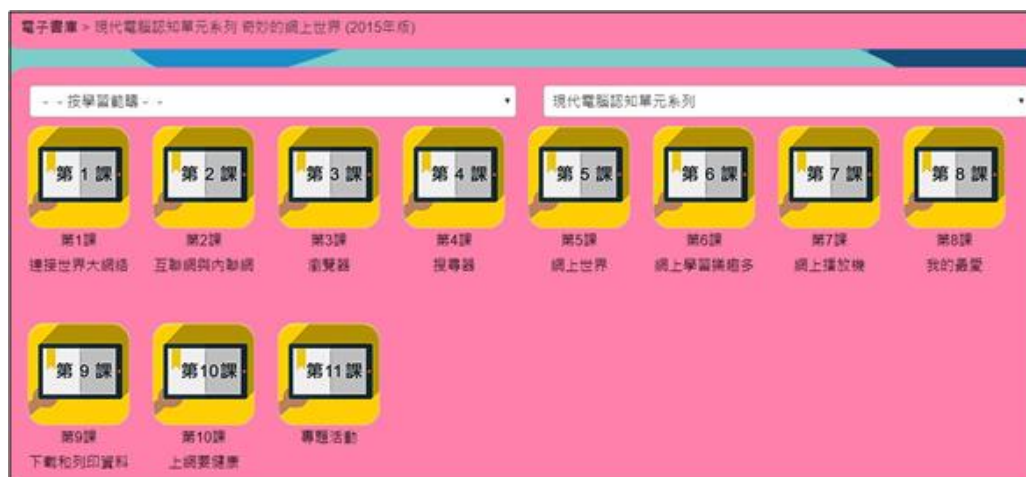 電子書庫 > 現代電腦認知單元系列 奇妙的網上世界 (2015年版)
- - 按學習範疇 - -
現代電腦認知單元系列
第 1 課
第 2 課
第 3 課
第 4 課
第 5 課
第 6 課
第 7 課
第 8 課
第1課
第2課
第3課
第4課
第5課
第6課
第7課
第8課
連接世界大網絡
互聯網與內聯網
瀏覽器
搜尋器
網上世界
網上學習樂趣多
網上播放機
我的最愛
第 9 課
第10課
第11課
第9課
第10課
專題活動
下載和列印資料
上網要健康